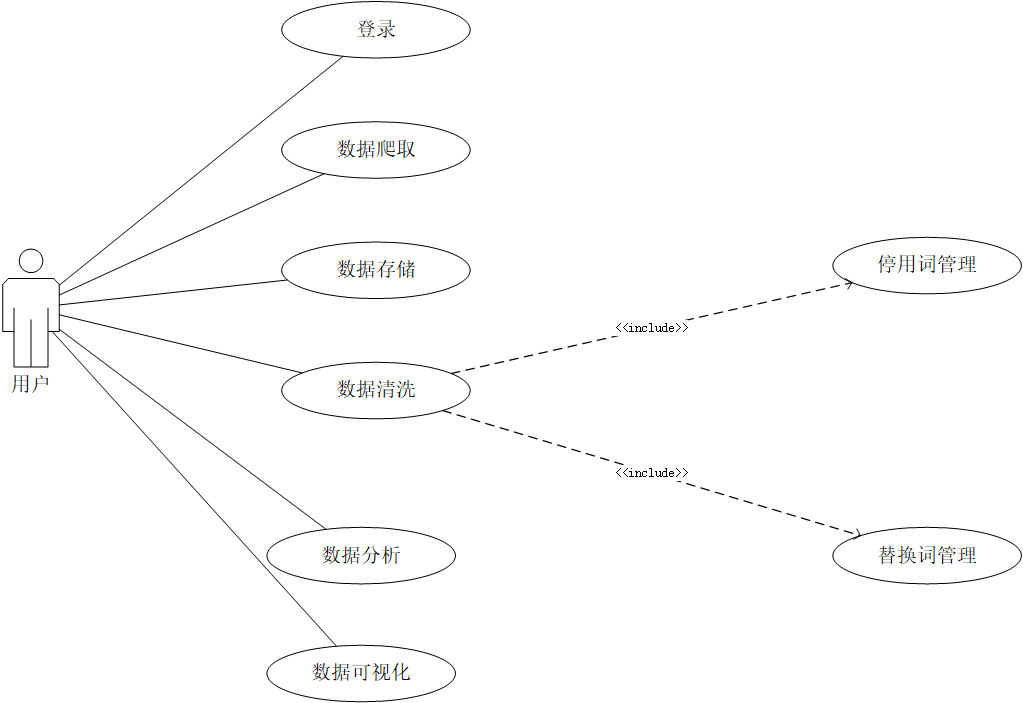 登录
数据爬取
数据存储
停用词管理
<<include>>
用户
数据清洗
<<include>>
数据分析
替换词管理
数据可视化